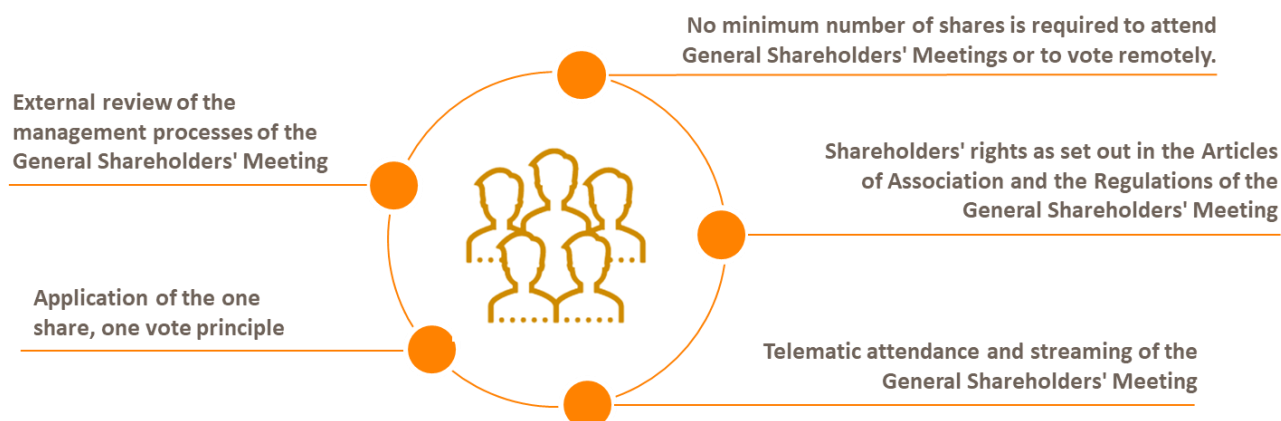 No minimum number of shares is required to attend
General Shareholders' Meetings or to vote remotely.
External review of the
management processes of the
General Shareholders' Meeting
Shareholders' rights as set out in the Articles
of Association and the Regulations of the
General Shareholders' Meeting
Application of the one
share, one vote principle
Telematic attendance and streaming of the
General Shareholders' Meeting